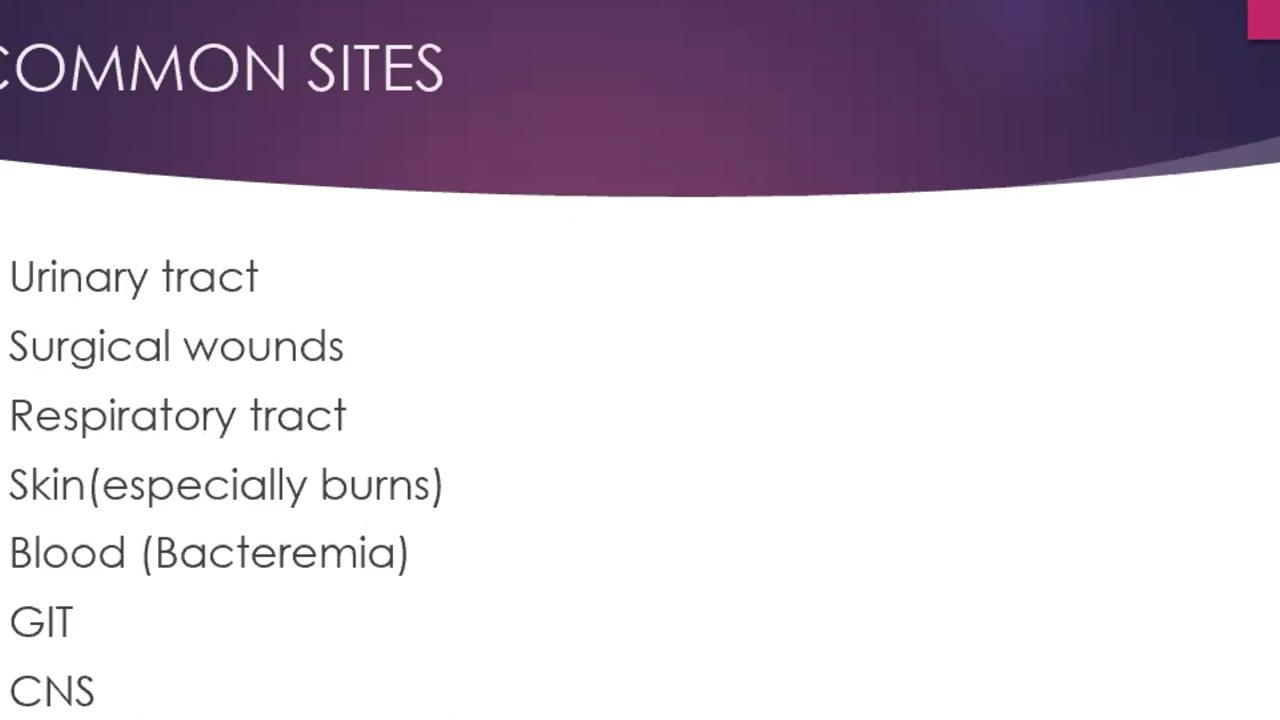 COMMON SITES
Urinary tract
Surgical wounds
Respiratory tract
Skin(especially burns)
Blood (Bacteremia)
GIT
CNS